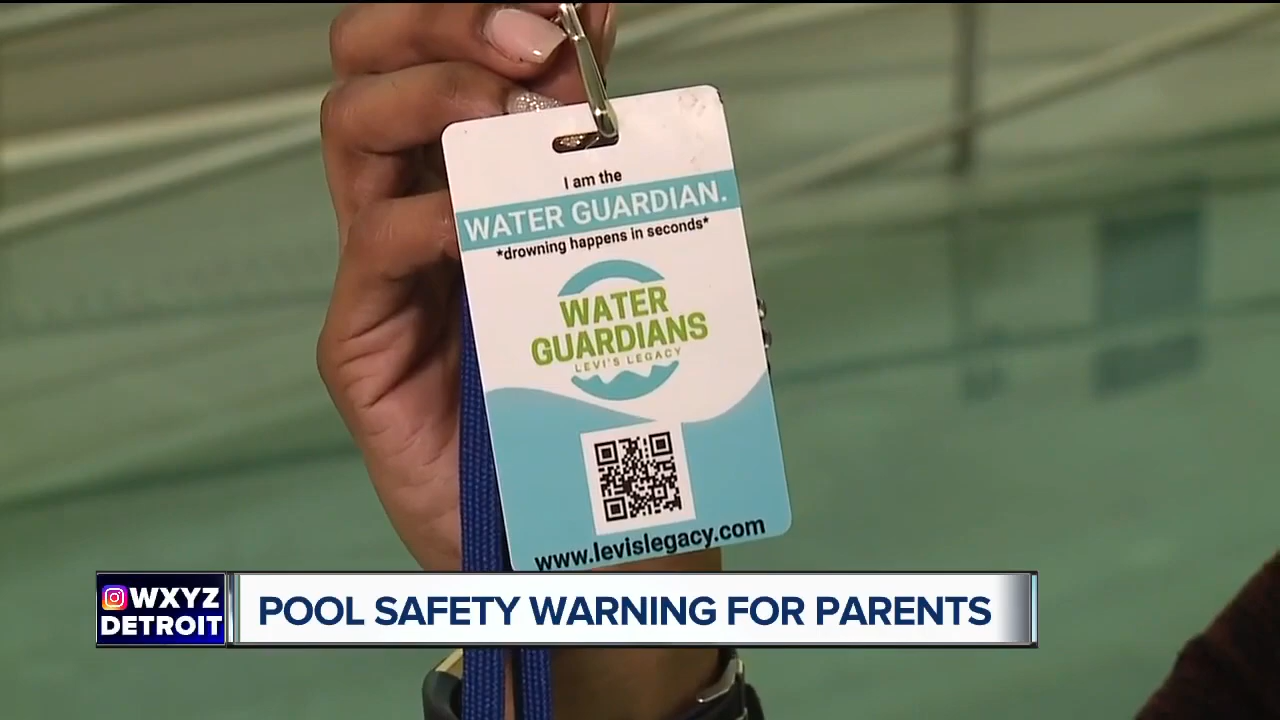 I am the
WATER GUARDIAN.
*drowning happens in seconds*
WATER
GUARDIANS
LEVI'S LEGACY
www.levislegacy.com
WXYZ
DETROIT
POOL SAFETY WARNING FOR PARENTS